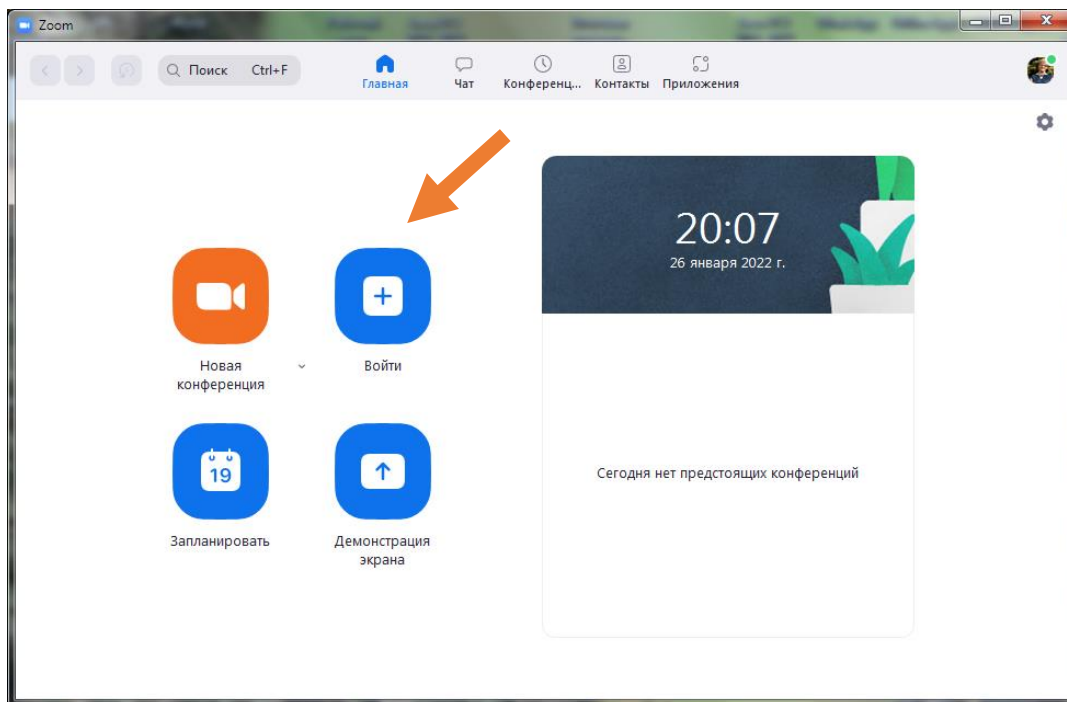 Zoom
Поиск Ctrl+F
Главная
Чат
Конференц...
Контакты
Приложения
20:07
26 января 2022 г.
Новая
конференция
Войти
19
Запланировать
Демонстрация
экрана
Сегодня нет предстоящих конференций